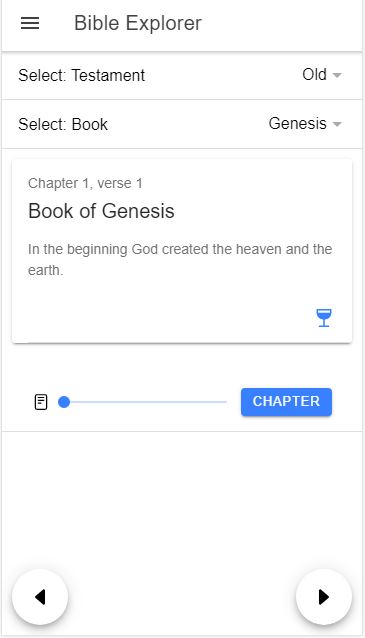 Bible Explorer
Select: Testament Old
Select: Book Genesis
Chapter 1, verse 1
Book of Genesis
In the beginning God created the heaven and the
earth.
CHAPTER